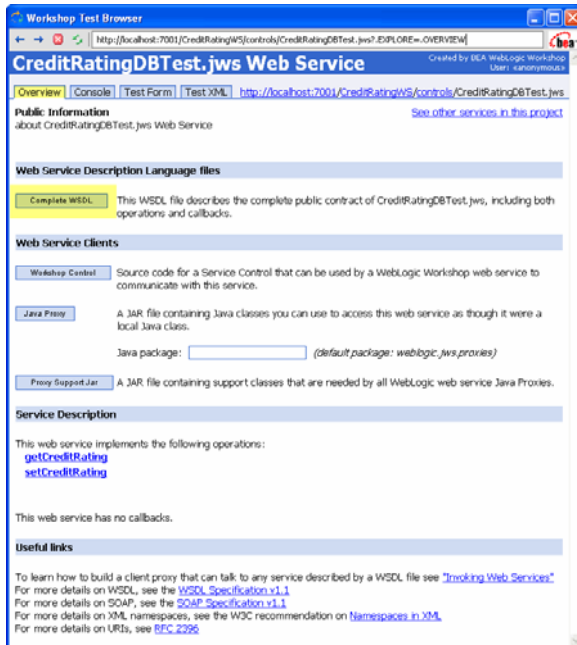 Workshop Test Browser
http://localhost:7001/CreditRatingWS/controls/CreditRatingDBTest.jws?.EXPLORE=.OVERVIEW
bea
CreditRatingDBTest.jws Web Service
Created by BEA WebLogic Workshop
User: «anonymous»
Overview Console Test Form Test XML http://localhost:7001/CreditRatingWS/controls/CreditRatingDBTest.jws
Public Information See other services in this project
about CreditRatingDBTest.jws Web Service
Web Service Description Language files
Complete WSDL This WSDL file describes the complete public contract of CreditRatingDBTest.jws, including both
operations and callbacks.
Web Service Clients
Workshop Control Source code for a Service Control that can be used by a WebLogic Workshop web service to
communicate with this service.
Java Proxy A JAR file containing Java classes you can use to access this web service as though it were a
local Java class.
Java package: (default package: weblogic.jws.proxies)
Proxy Support Jar A JAR file containing support classes that are needed by all WebLogic web service Java Proxies.
Service Description
This web service implements the following operations:
getCreditRating
setCreditRating
This web service has no callbacks.
Useful links
To learn how to build a client proxy that can talk to any service described by a WSDL file see "Invoking Web Services"
For more details on WSDL, see the WSDL Specification v1.1
For more details on SOAP, see the SOAP Specification v1.1
For more details on XML namespaces, see the W3C recommendation on Namespaces in XML
For more details on URIs, see RFC 2396